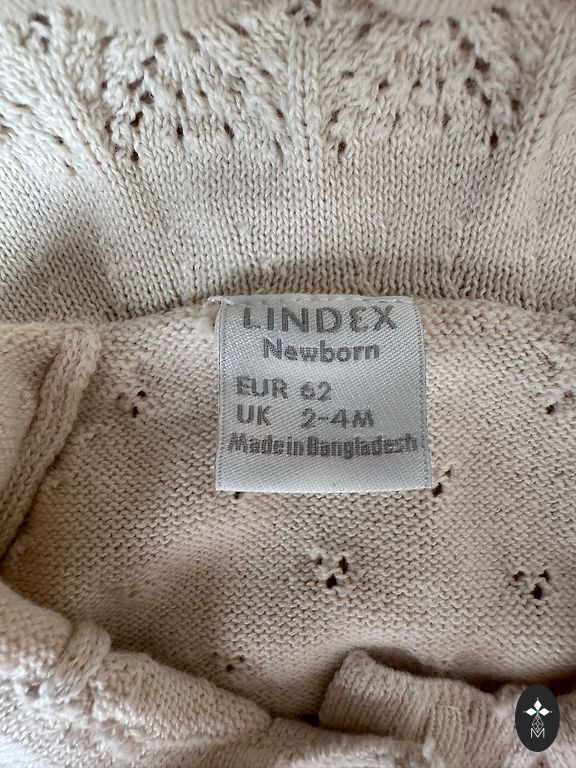 LINDEX
Newborn
EUR 62
UK 2-4M
Made in Bangladesh
M